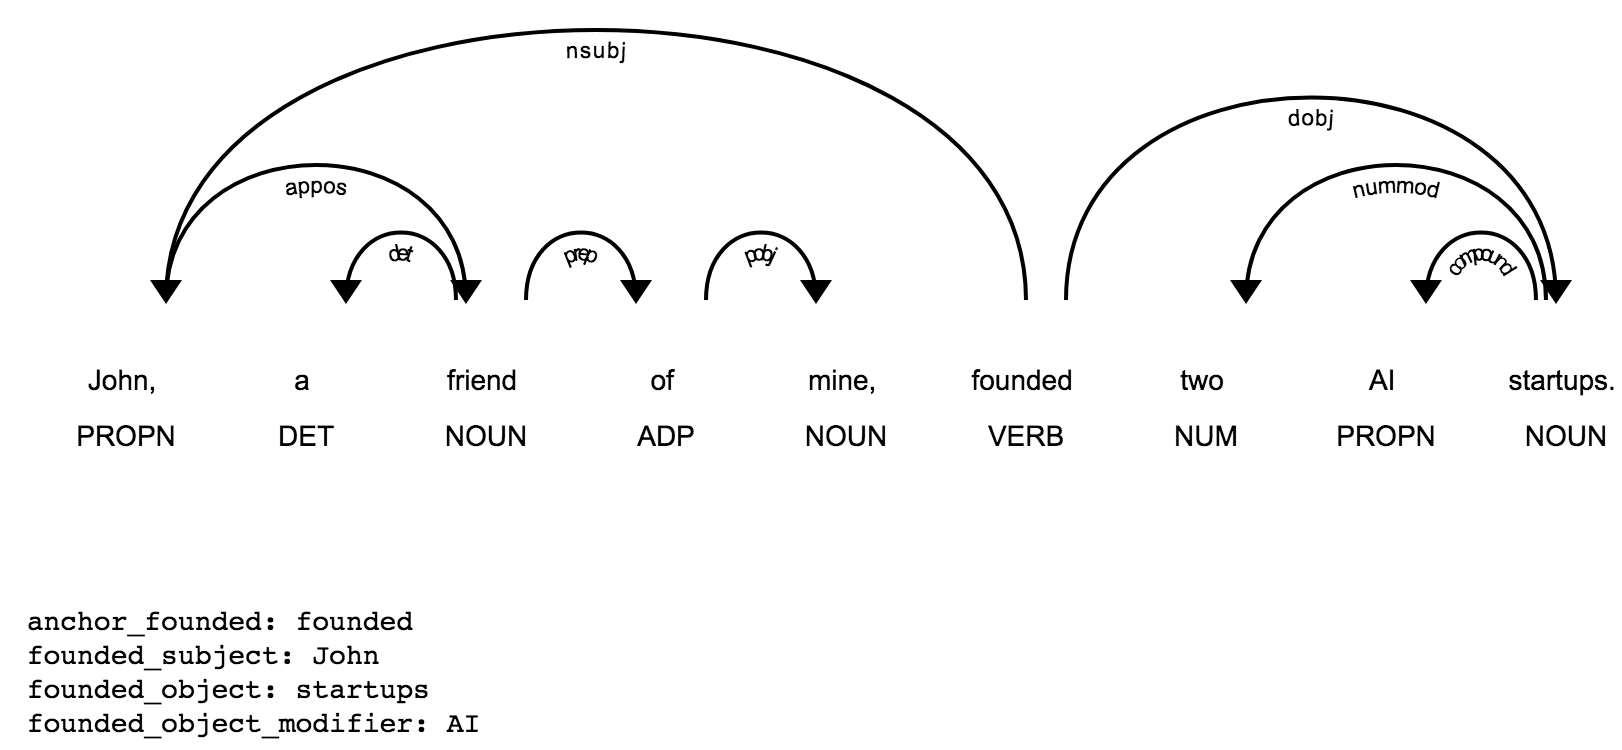 nsubj
dobj
appos
nummod
det
prep
pobj
compound
John, a friend of mine, founded two AI startups.
PROPN DET NOUN ADP NOUN VERB NUM PROPN NOUN
anchor_founded: founded
founded_subject: John
founded_object: startups
founded_object_modifier: AI